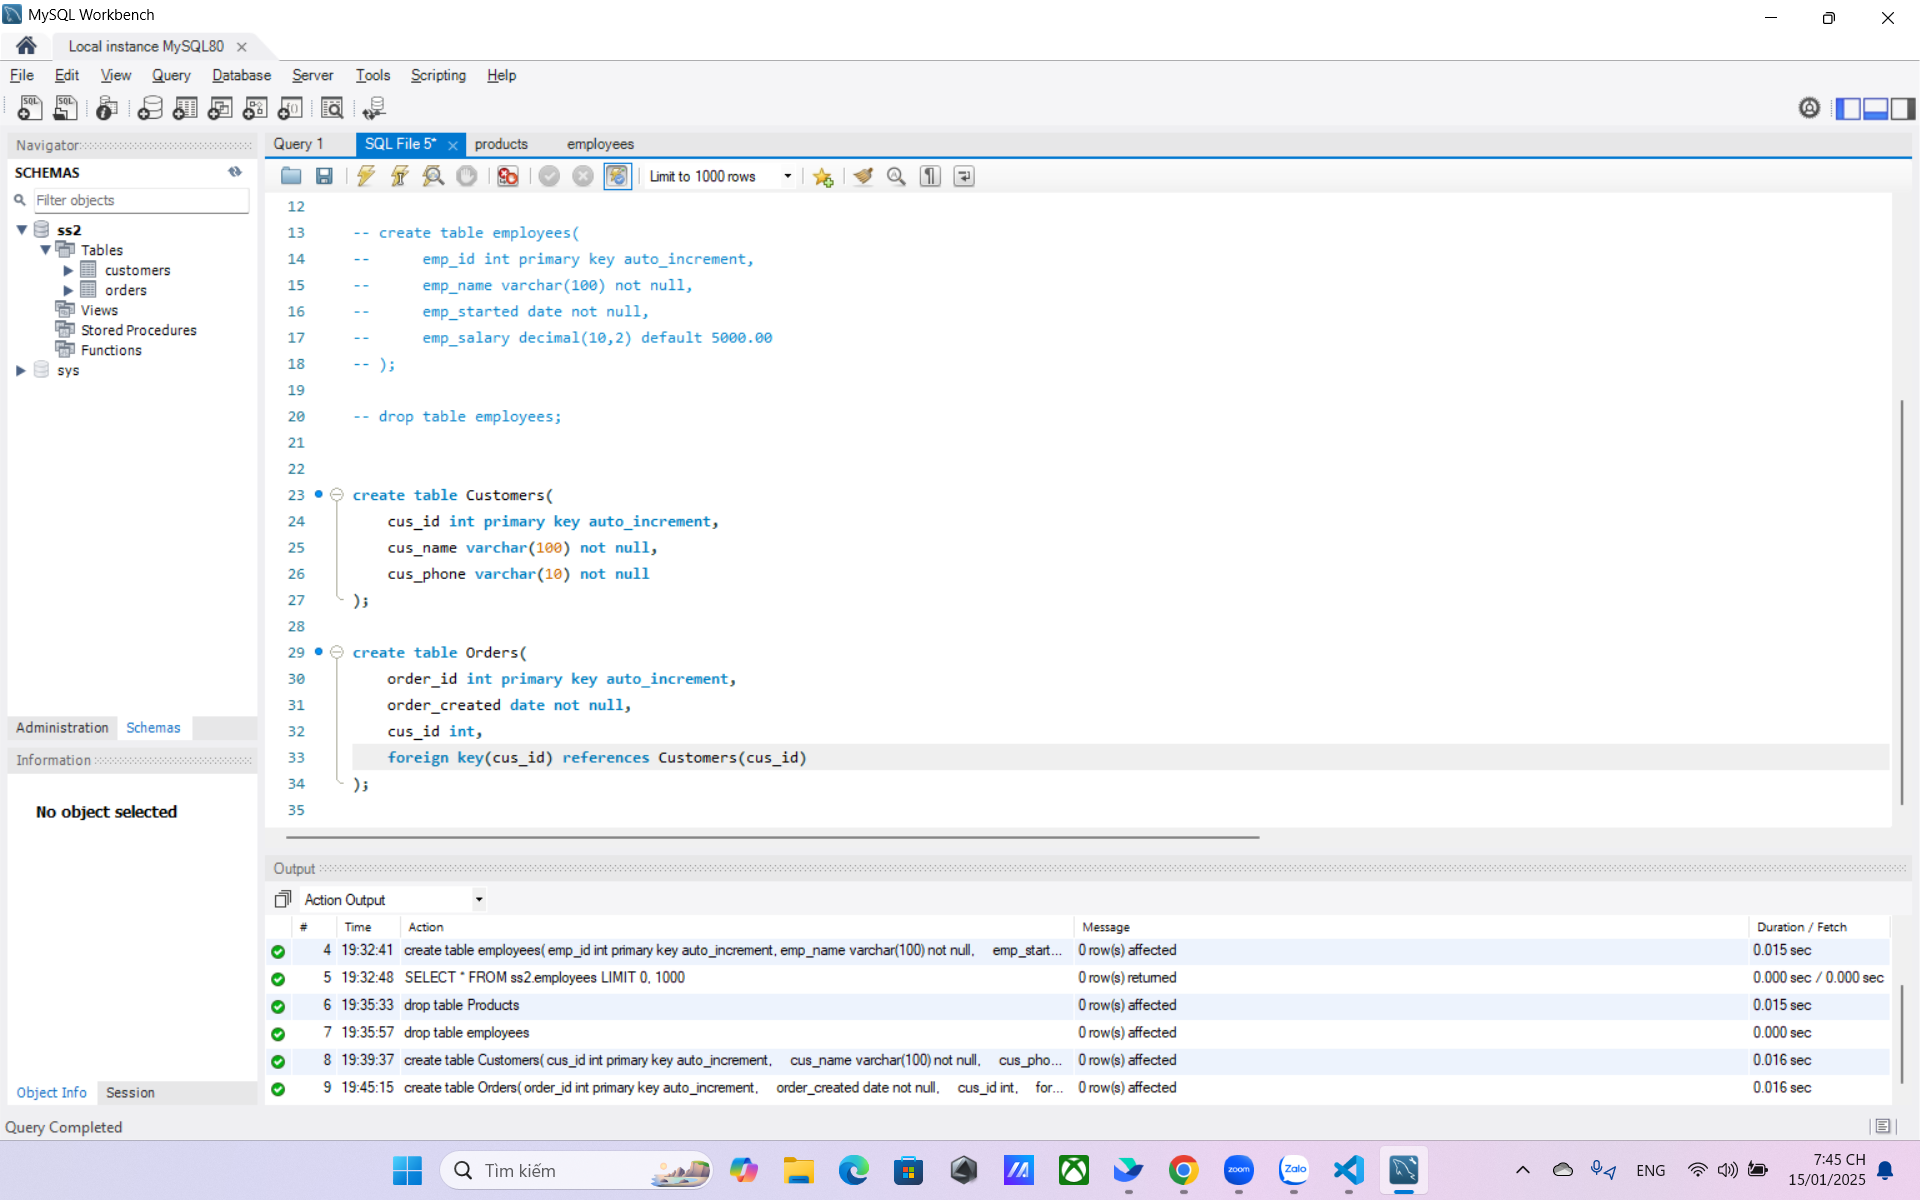 MySQL Workbench
Local instance MySQL80
File Edit View Query Database Server Tools Scripting Help
Navigator
SCHEMAS
Filter objects
ss2
Tables
customers
orders
Views
Stored Procedures
Functions
sys
Administration Schemas
Information
No object selected
Object Info Session
Query 1 SQL File 5* products employees
Limit to 1000 rows
12
13 -- create table employees(
14 -- emp_id int primary key auto_increment,
15 -- emp_name varchar(100) not null,
16 -- emp_started date not null,
17 -- emp_salary decimal(10,2) default 5000.00
18 -- );
19
20 -- drop table employees;
21
22
23 create table Customers(
24 cus_id int primary key auto_increment,
25 cus_name varchar(100) not null,
26 cus_phone varchar(10) not null
27 );
28
29 create table Orders(
30 order_id int primary key auto_increment,
31 order_created date not null,
32 cus_id int,
33 foreign key(cus_id) references Customers(cus_id)
34 );
35
Output
Action Output
# Time Action Message Duration / Fetch
4 19:32:41 create table employees( emp_id int primary key auto_increment, emp_name varchar(100) not null, emp_start... 0 row(s) affected 0.015 sec
5 19:32:48 SELECT * FROM ss2.employees LIMIT 0, 1000 0 row(s) returned 0.000 sec / 0.000 sec
6 19:35:33 drop table Products 0 row(s) affected 0.015 sec
7 19:35:57 drop table employees 0 row(s) affected 0.000 sec
8 19:39:37 create table Customers( cus_id int primary key auto_increment, cus_name varchar(100) not null, cus_pho... 0 row(s) affected 0.016 sec
9 19:45:15 create table Orders( order_id int primary key auto_increment, order_created date not null, cus_id int, for... 0 row(s) affected 0.016 sec
Query Completed
Tìm kiếm
zoom
Zalo
ENG
7:45 CH
15/01/2025